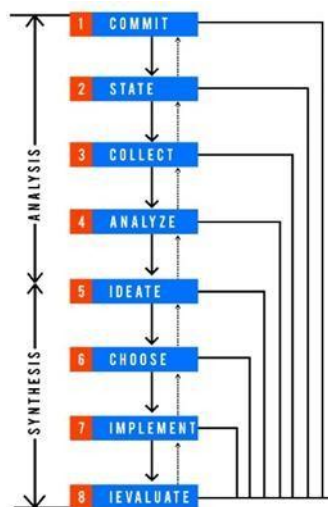 1 COMMIT
2 STATE
3 COLLECT
4 ANALYZE
5 IDEATE
6 CHOOSE
7 IMPLEMENT
8 IEVALUATE
ANALYSIS
SYNTHESIS